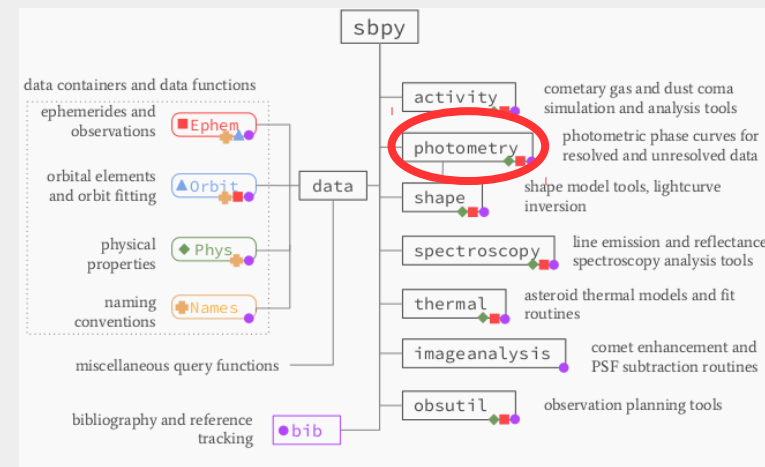 sbpy
data containers and data functions
ephemerides and
observations
Ephem
orbital elements
and orbit fitting
Orbit
physical
properties
Phys
naming
conventions
Names
miscellaneous query functions
bibliography and reference
tracking
bib
data
activity
cometary gas and dust coma
simulation and analysis tools
photometry
photometric phase curves for
resolved and unresolved data
shape
shape model tools, lightcurve
inversion
spectroscopy
line emission and reflectance
spectroscopy analysis tools
thermal
asteroid thermal models and fit
routines
imageanalysis
comet enhancement and
PSF subtraction routines
obsutil
observation planning tools